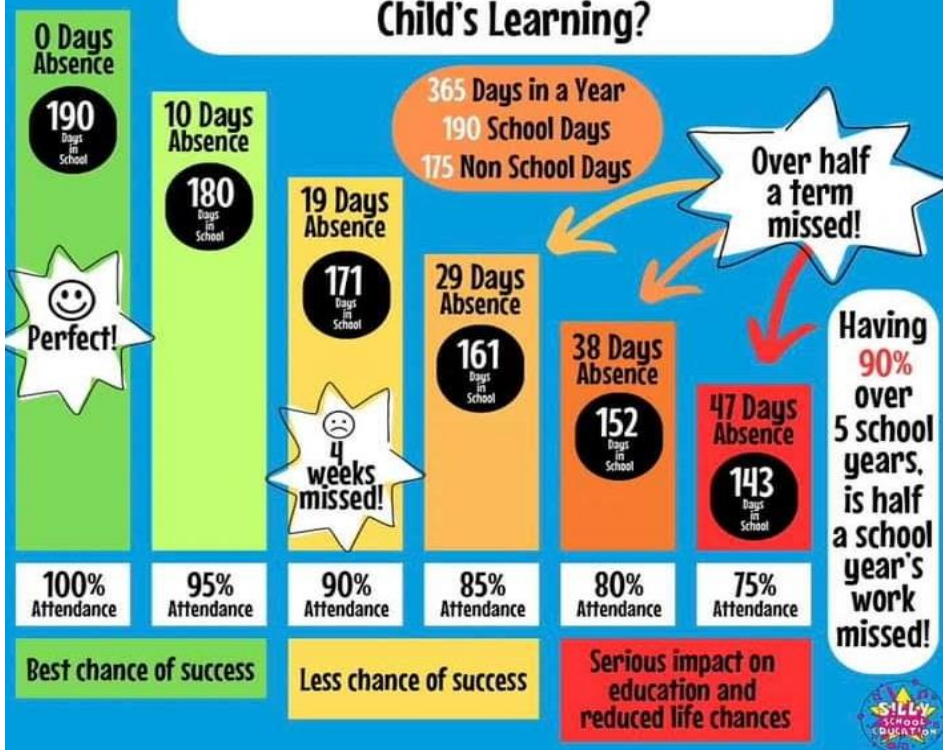 Child's Learning?
365 Days in a Year
190 School Days
175 Non School Days
Over half
a term
missed!
0 Days
Absence
190
Days
in
School
Perfect!
10 Days
Absence
180
Days
in
School
19 Days
Absence
171
Days
in
School
4
weeks
missed!
29 Days
Absence
161
Days
in
School
38 Days
Absence
152
Days
in
School
47 Days
Absence
143
Days
in
School
Having
90%
over
5 school
years,
is half
a school
year's
work
missed!
100%
Attendance
95%
Attendance
90%
Attendance
85%
Attendance
80%
Attendance
75%
Attendance
Best chance of success
Less chance of success
Serious impact on
education and
reduced life chances
SILLY
SCHOOL
EDUCATION